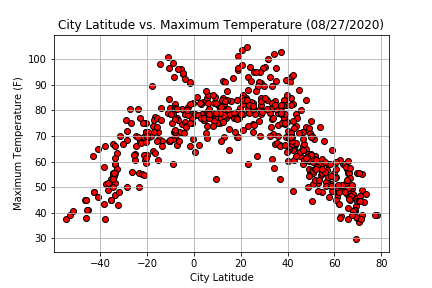 City Latitude vs. Maximum Temperature (08/27/2020)
Maximum Temperature (F)
100
90
80
70
60
50
40
30
−40 −20 0 20 40 60 80
City Latitude